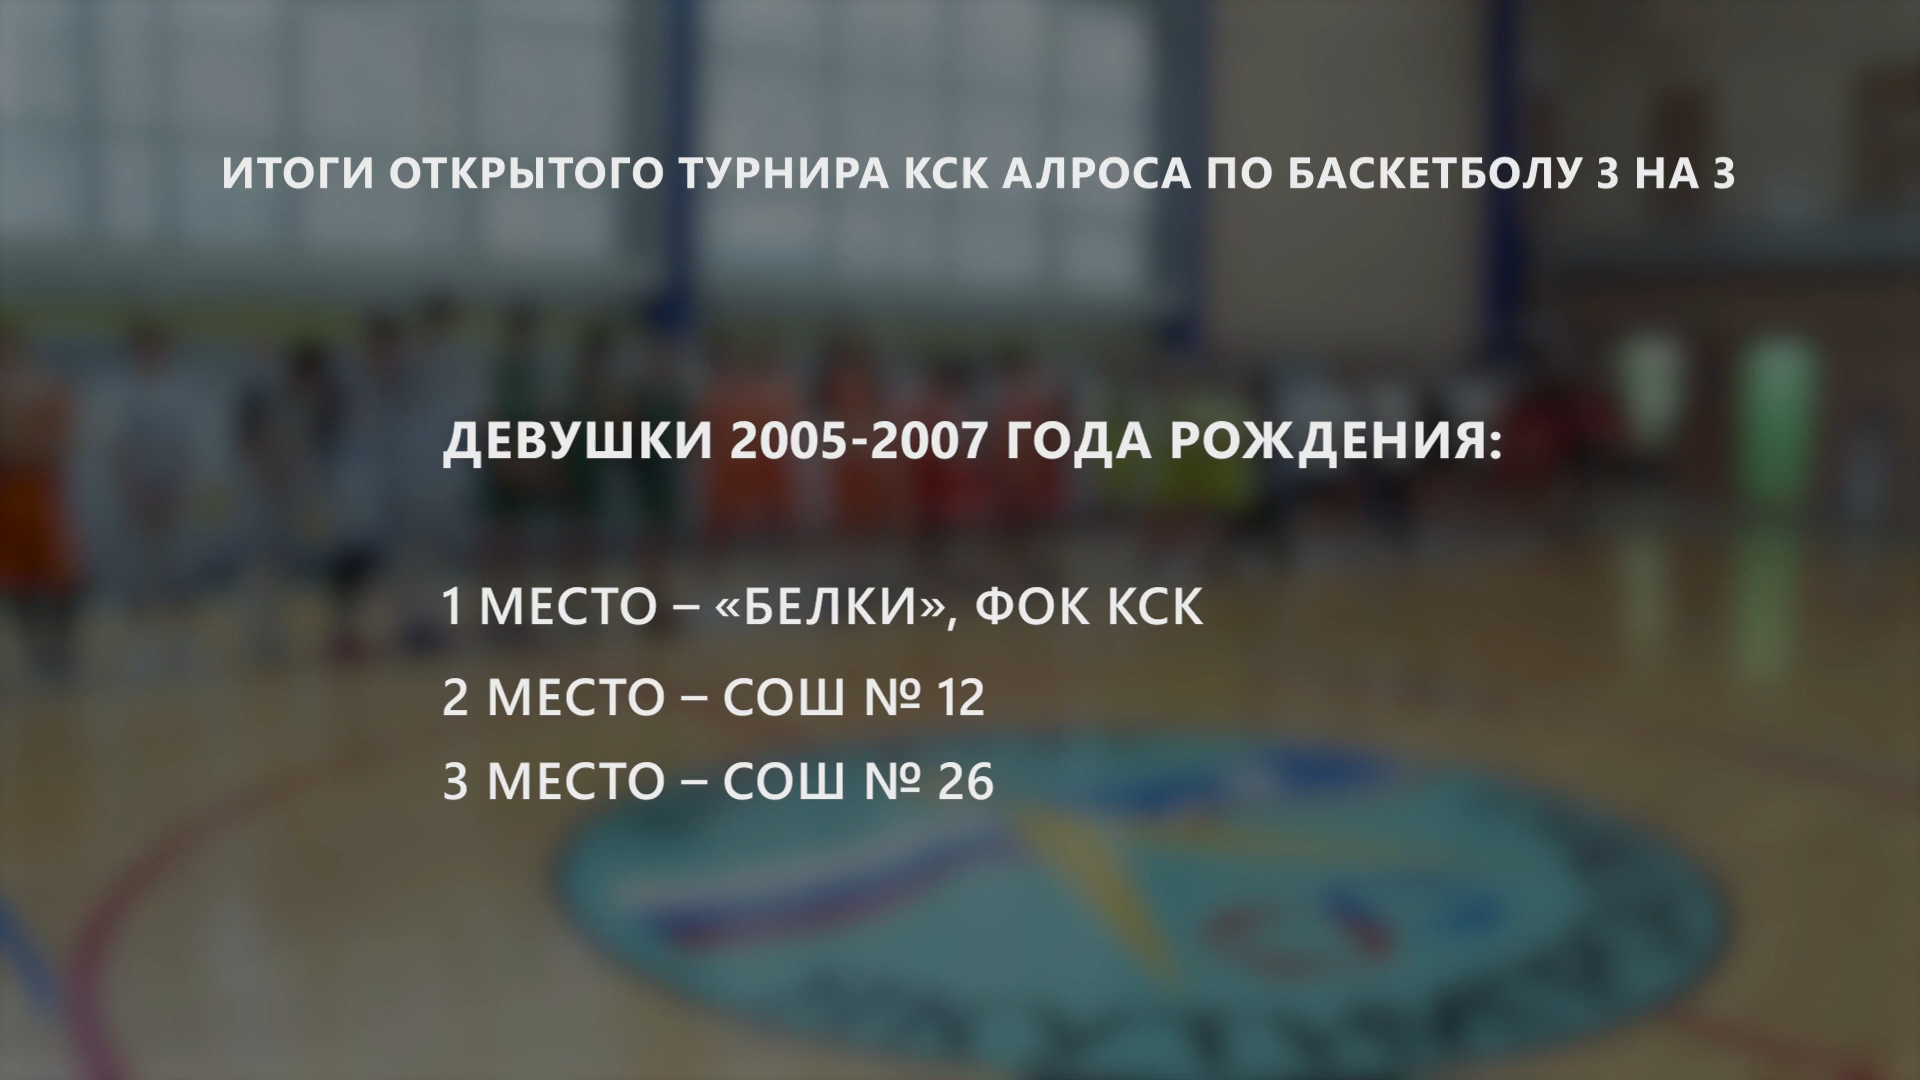 ИТОГИ ОТКРЫТОГО ТУРНИРА КСК АЛРОСА ПО БАСКЕТБОЛУ 3 НА 3
ДЕВУШКИ 2005-2007 ГОДА РОЖДЕНИЯ:
1 МЕСТО – «БЕЛКИ», ФОК КСК
2 МЕСТО – СОШ № 12
3 МЕСТО – СОШ № 26